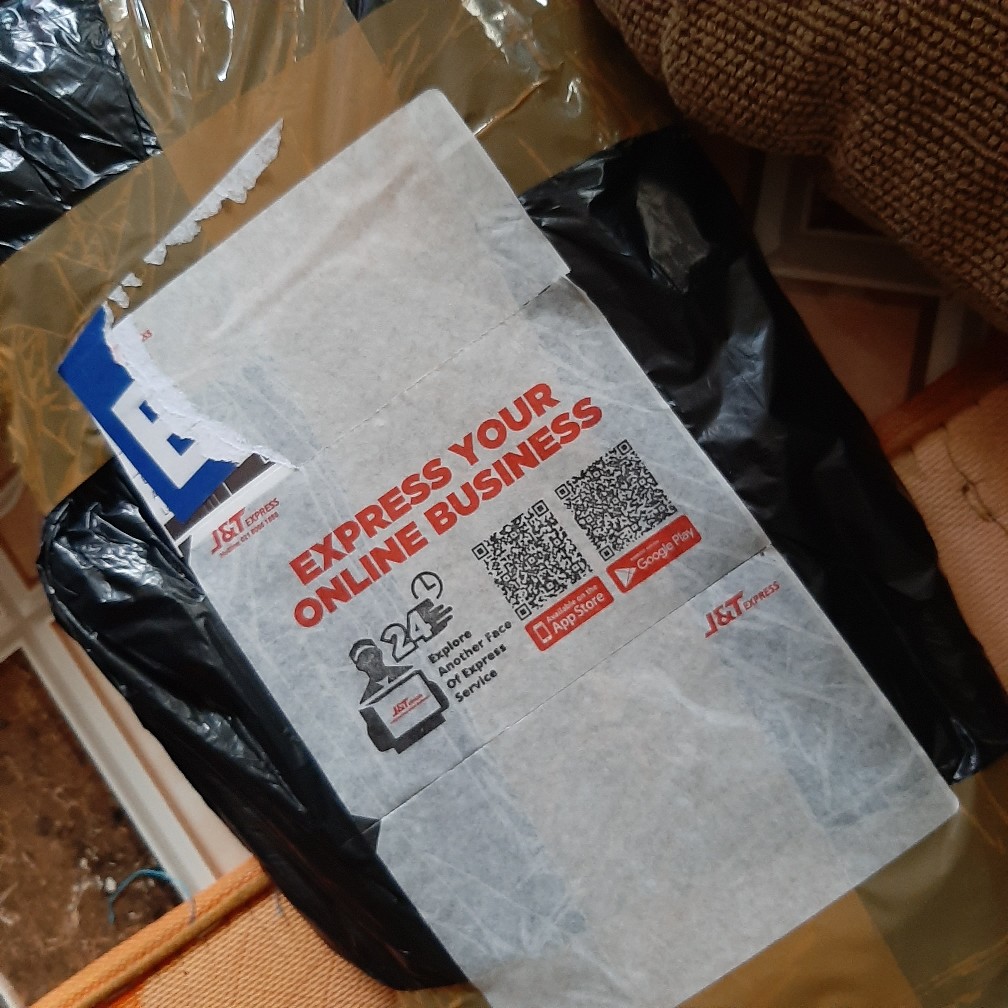 E
J&T EXPRESS
EXPRESS YOUR
ONLINE BUSINESS
24
Explore
Another Face
Of Express
Service
Available on the
App Store
Google Play
J&T EXPRESS
J&T